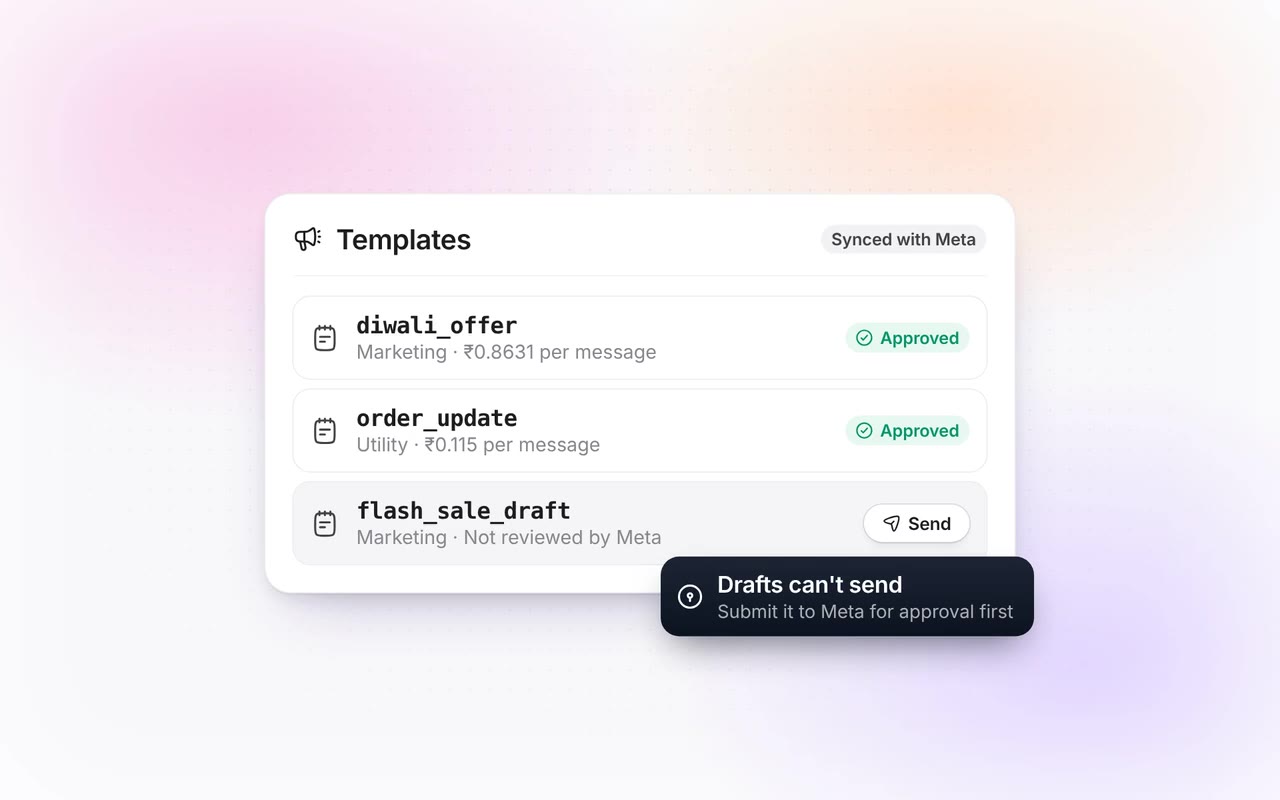 Templates
Synced with Meta
diwali_offer
Marketing · ₹0.8631 per message
Approved
order_update
Utility · ₹0.115 per message
Approved
flash_sale_draft
Marketing · Not reviewed by Meta
Send
Drafts can't send
Submit it to Meta for approval first